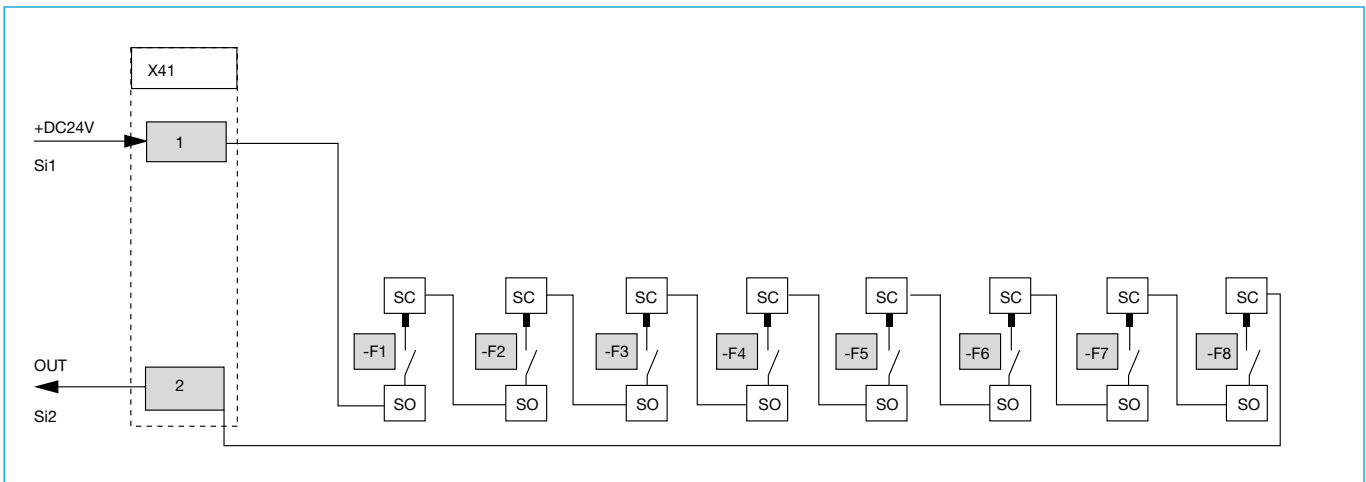 X41
+DC24V
1
Si1
SC SC SC SC SC SC SC SC
-F1 -F2 -F3 -F4 -F5 -F6 -F7 -F8
OUT
2
SO SO SO SO SO SO SO SO
Si2